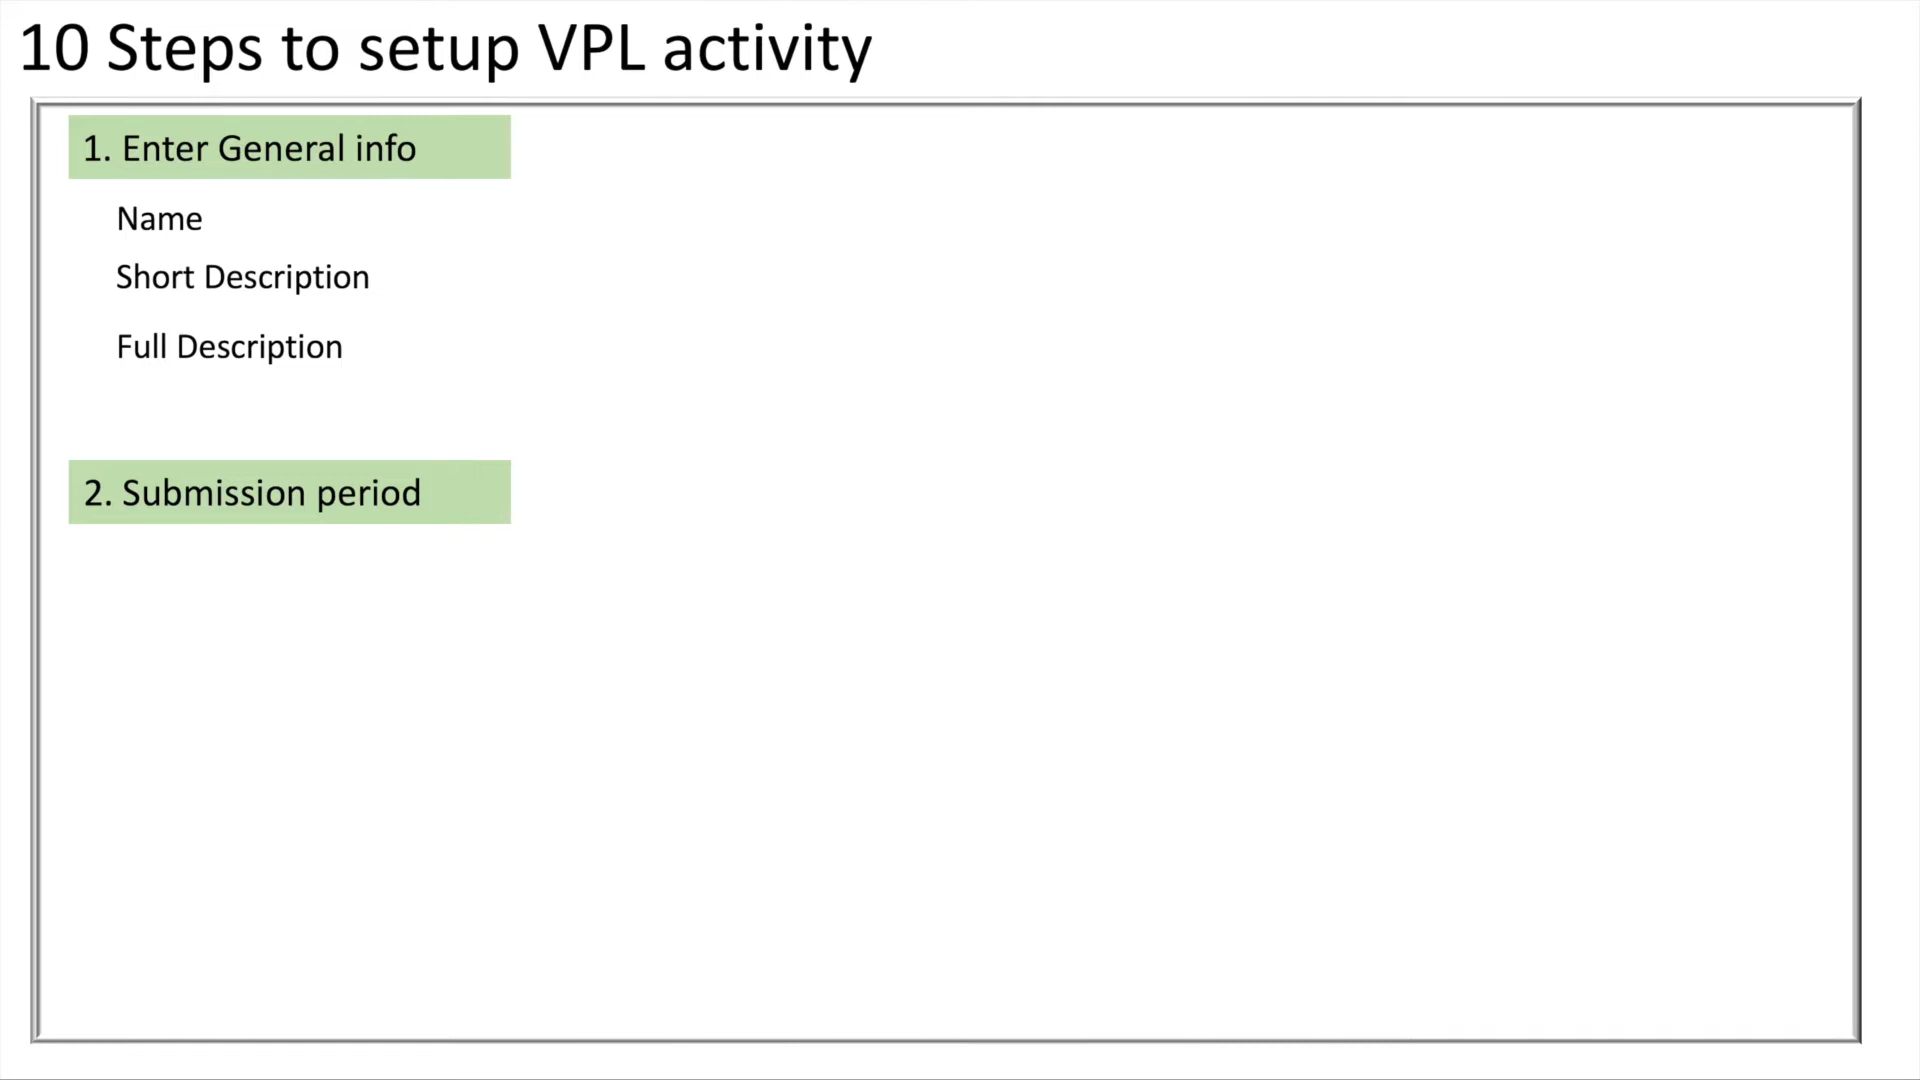 10 Steps to setup VPL activity
1. Enter General info
Name
Short Description
Full Description
2. Submission period